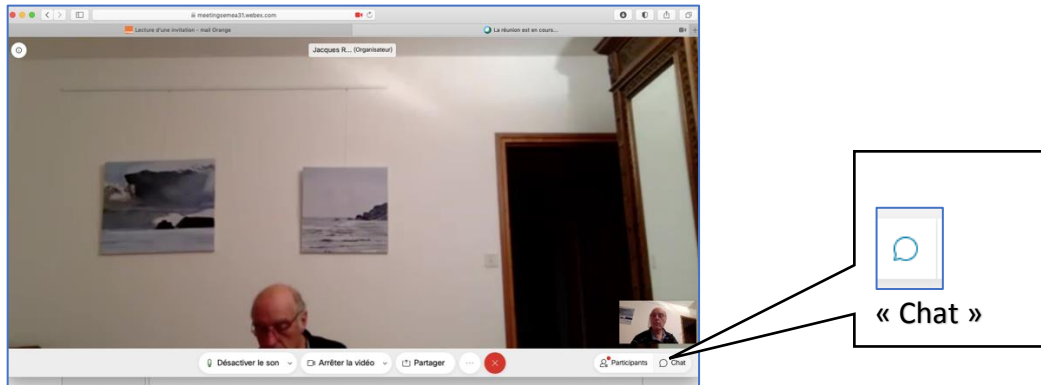 meetingsemea31.webex.com
Lecture d'une invitation - mail Orange
La réunion est en cours...
Jacques R... (Organisateur)
« Chat »
Désactiver le son
Arrêter la vidéo
Partager
Participants
Chat